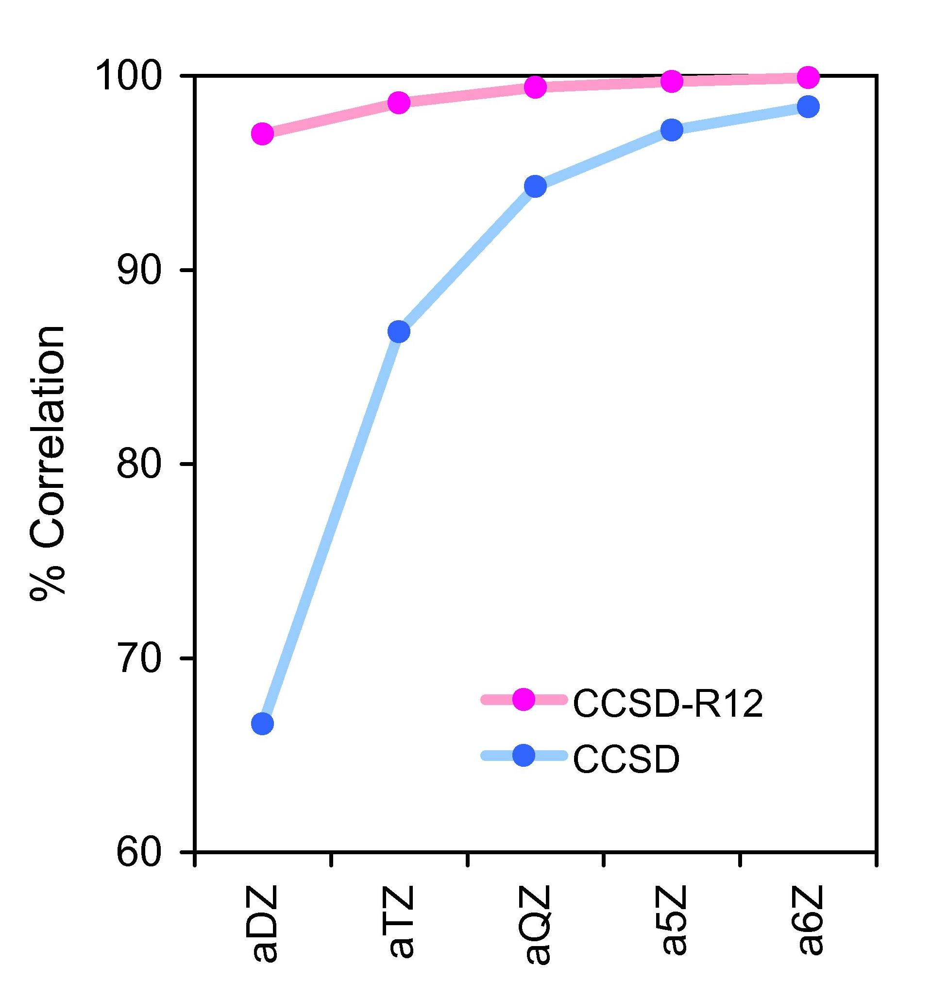 100
90
80
70
60
% Correlation
CCSD-R12
CCSD
aDZ
aTZ
aQZ
a5Z
a6Z